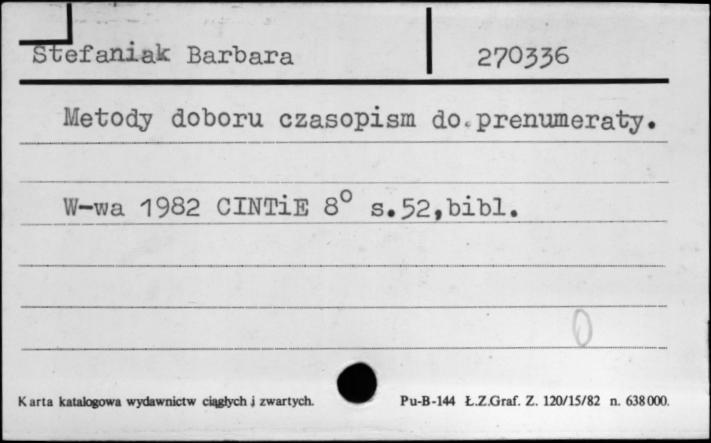 Stefaniak Barbara 270336
Metody doboru czasopism do prenumeraty.
W-wa 1982 CINTiE 8° s.52,bibl.
0
Karta katalogowa wydawnictw ciągłych i zwartych. Pu-B-144 Ł.Z.Graf. Z. 120/15/82 n. 638000.